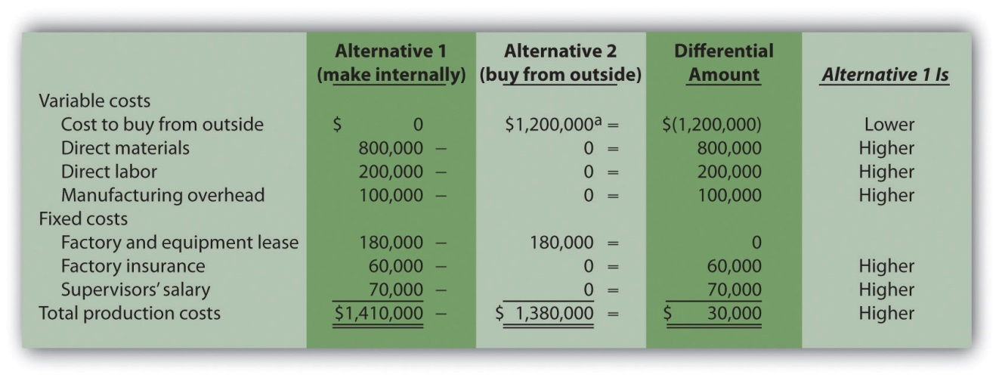 Alternative 1 Alternative 2 Differential
(make internally) (buy from outside) Amount Alternative 1 Is
Variable costs
Cost to buy from outside $ 0 $1,200,000ª = $(1,200,000) Lower
Direct materials 800,000 – 0 = 800,000 Higher
Direct labor 200,000 – 0 = 200,000 Higher
Manufacturing overhead 100,000 – 0 = 100,000 Higher
Fixed costs
Factory and equipment lease 180,000 – 180,000 = 0
Factory insurance 60,000 – 0 = 60,000 Higher
Supervisors’ salary 70,000 – 0 = 70,000 Higher
Total production costs $1,410,000 – $ 1,380,000 = $ 30,000 Higher